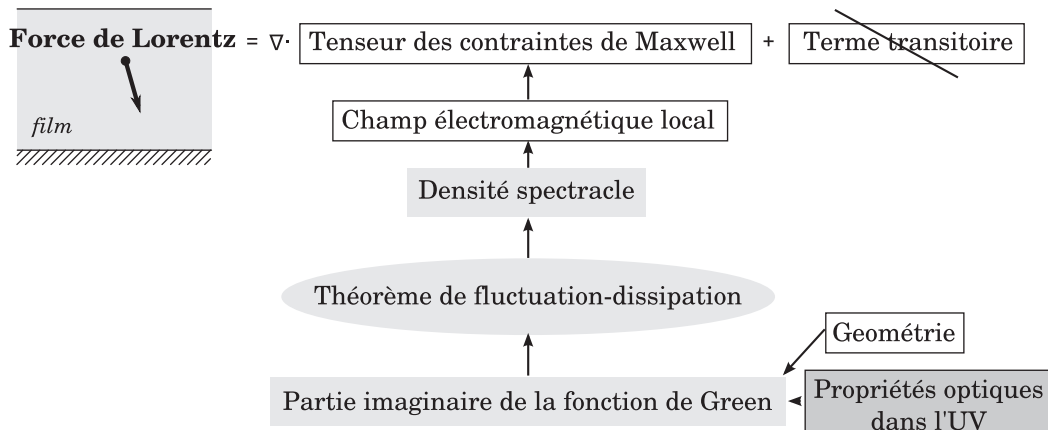 Force de Lorentz = ∇· Tenseur des contraintes de Maxwell + Terme transitoire
film
Champ électromagnétique local
Densité spectracle
Théorème de fluctuation-dissipation
Geométrie
Partie imaginaire de la fonction de Green
Propriétés optiques
dans l'UV